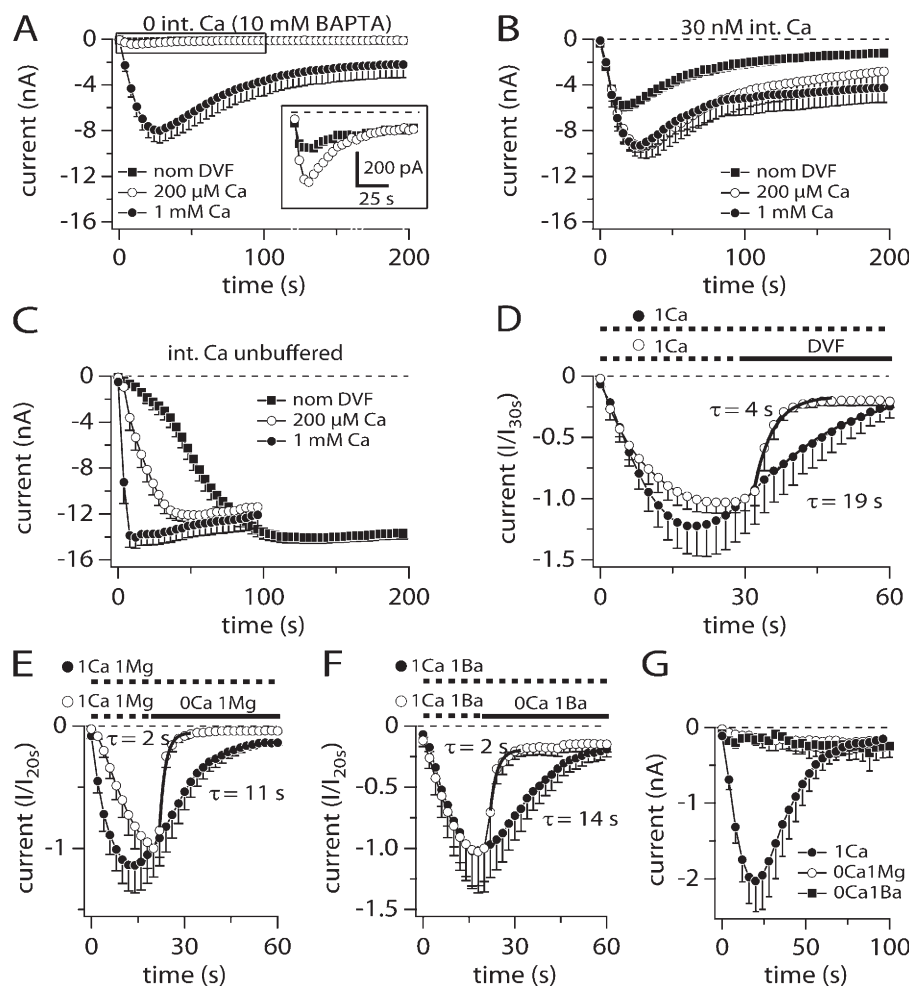 A
0 int. Ca (10 mM BAPTA)
0
-4
-8
-12
-16
current (nA)
nom DVF
200 µM Ca
1 mM Ca
200 pA
25 s
0
100
200
time (s)
B
30 nM int. Ca
0
-4
-8
-12
-16
current (nA)
nom DVF
200 µM Ca
1 mM Ca
0
100
200
time (s)
C
int. Ca unbuffered
0
-4
-8
-12
-16
current (nA)
nom DVF
200 µM Ca
1 mM Ca
0
100
200
time (s)
D
1Ca
1Ca
DVF
0
-0.5
-1.0
-1.5
current (I/I30s)
τ = 4 s
τ = 19 s
0
30
60
time (s)
E
1Ca 1Mg
1Ca 1Mg
0Ca 1Mg
0
-1
current (I/I20s)
τ = 2 s
τ = 11 s
0
30
60
time (s)
F
1Ca 1Ba
1Ca 1Ba
0Ca 1Ba
0
-0.5
-1.0
-1.5
current (I/I20s)
τ = 2 s
τ = 14 s
0
30
60
time (s)
G
0
-1
-2
current (nA)
1Ca
0Ca1Mg
0Ca1Ba
0
50
100
time (s)